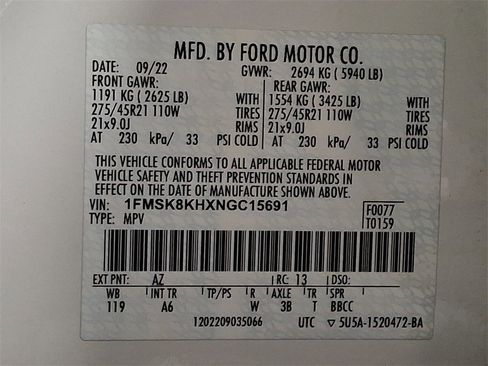 MFD. BY FORD MOTOR CO.
DATE: 09/22 GVWR: 2694 KG (5940 LB)
FRONT GAWR: REAR GAWR:
1191 KG (2625 LB) WITH 1554 KG (3425 LB) WITH
275/45R21 110W TIRES 275/45R21 110W TIRES
21x9.0J RIMS 21x9.0J RIMS
AT 230 kPa/ 33 PSI COLD AT 230 kPa/ 33 PSI COLD
THIS VEHICLE CONFORMS TO ALL APPLICABLE FEDERAL MOTOR
VEHICLE SAFETY AND THEFT PREVENTION STANDARDS IN
EFFECT ON THE DATE OF MANUFACTURE SHOWN ABOVE.
VIN: 1FMSK8KHXNGC15691 F0077
TYPE: MPV T0159
EXT PNT: AZ RC: 13 DSO:
WB INT TR TP/PS R AXLE TR SPR
119 A6 W 3B T BBCC
1202209035066 UTC ▽ 5U5A-1520472-BA